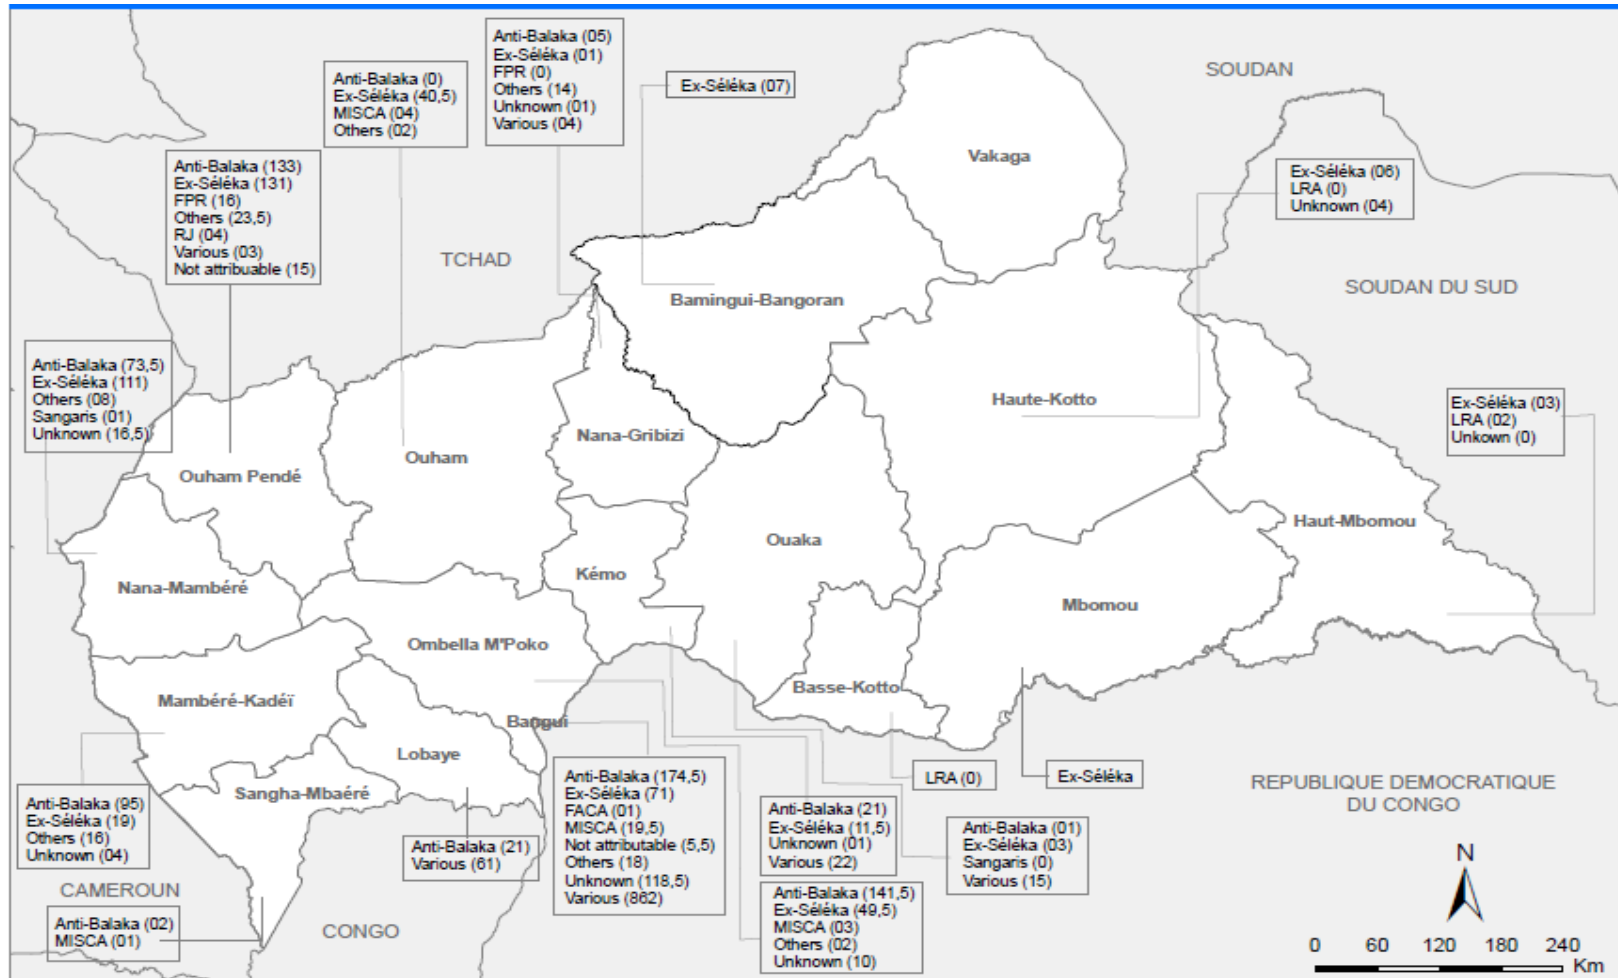 Anti-Balaka (05)
Ex-Séléka (01)
FPR (0)
Others (14)
Unknown (01)
Various (04)
Anti-Balaka (0)
Ex-Séléka (40,5)
MISCA (04)
Others (02)
Ex-Séléka (07)
SOUDAN
Anti-Balaka (133)
Ex-Séléka (131)
FPR (16)
Others (23,5)
RJ (04)
Various (03)
Not attribuable (15)
Vakaga
Ex-Séléka (06)
LRA (0)
Unknown (04)
TCHAD
SOUDAN DU SUD
Bamingui-Bangoran
Anti-Balaka (73,5)
Ex-Séléka (111)
Others (08)
Sangaris (01)
Unknown (16,5)
Haute-Kotto
Ex-Séléka (03)
LRA (02)
Unkown (0)
Nana-Gribizi
Ouham
Ouham Pendé
Haut-Mbomou
Ouaka
Kémo
Nana-Mambéré
Mbomou
Ombella M'Poko
Basse-Kotto
Mambéré-Kadéï
Bangui
Lobaye
Sangha-Mbaéré
LRA (0)
Ex-Séléka
REPUBLIQUE DEMOCRATIQUE
DU CONGO
Anti-Balaka (95)
Ex-Séléka (19)
Others (16)
Unknown (04)
Anti-Balaka (21)
Various (61)
Anti-Balaka (174,5)
Ex-Séléka (71)
FACA (01)
MISCA (19,5)
Not attributable (5,5)
Others (18)
Unknown (118,5)
Various (862)
Anti-Balaka (21)
Ex-Séléka (11,5)
Unknown (01)
Various (22)
Anti-Balaka (01)
Ex-Séléka (03)
Sangaris (0)
Various (15)
Anti-Balaka (141,5)
Ex-Séléka (49,5)
MISCA (03)
Others (02)
Unknown (10)
CAMEROUN
Anti-Balaka (02)
MISCA (01)
CONGO
N
0 60 120 180 240
Km